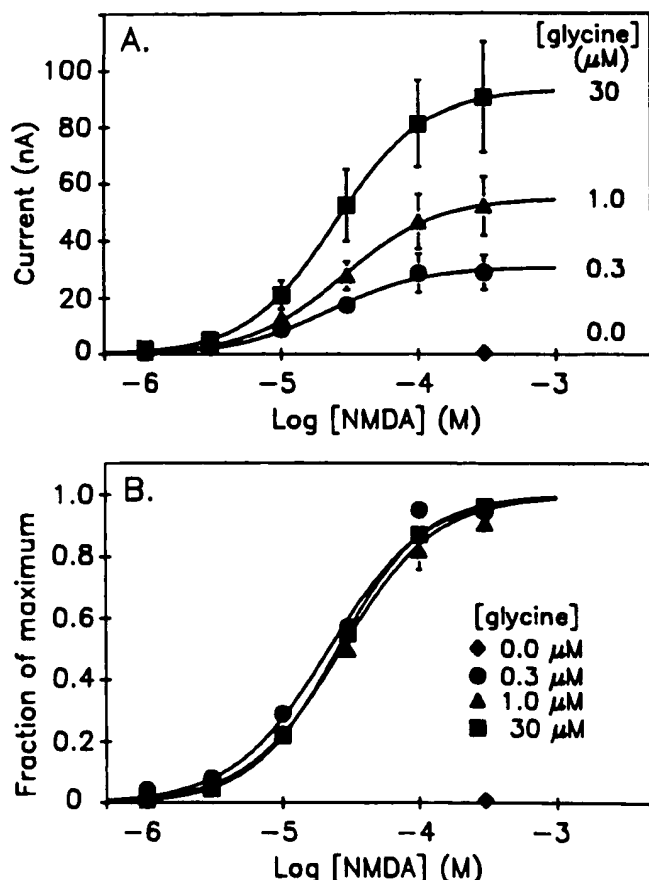 A.
[glycine]
(μM)
30
1.0
0.3
0.0
Current (nA)
100
80
60
40
20
0
−6
−5
−4
−3
Log [NMDA] (M)
B.
Fraction of maximum
1.0
0.8
0.6
0.4
0.2
0
[glycine]
0.0 μM
0.3 μM
1.0 μM
30 μM
−6
−5
−4
−3
Log [NMDA] (M)